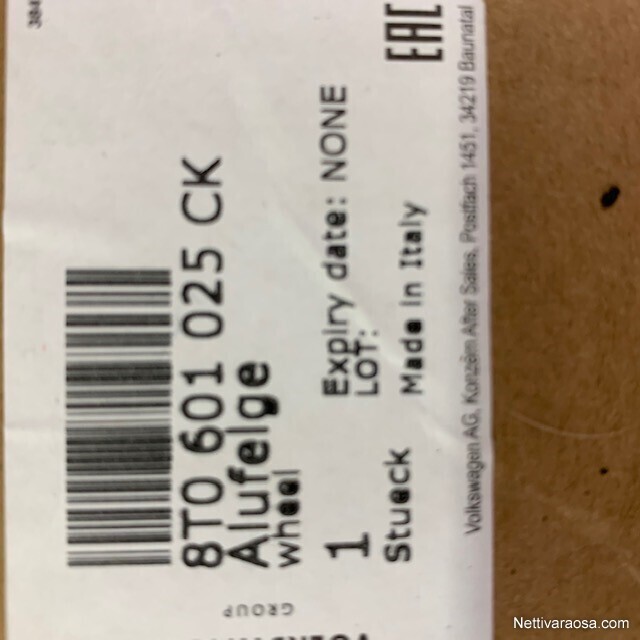 384
8T0 601 025 CK
Alufelge
wheel
Expiry date: NONE
LOT:
1
Stueck
Made in Italy
EAC
Volkswagen AG, Konzern After Sales, Postfach 1451, 34219 Baunatal
GROUP
Nettivaraosa.com